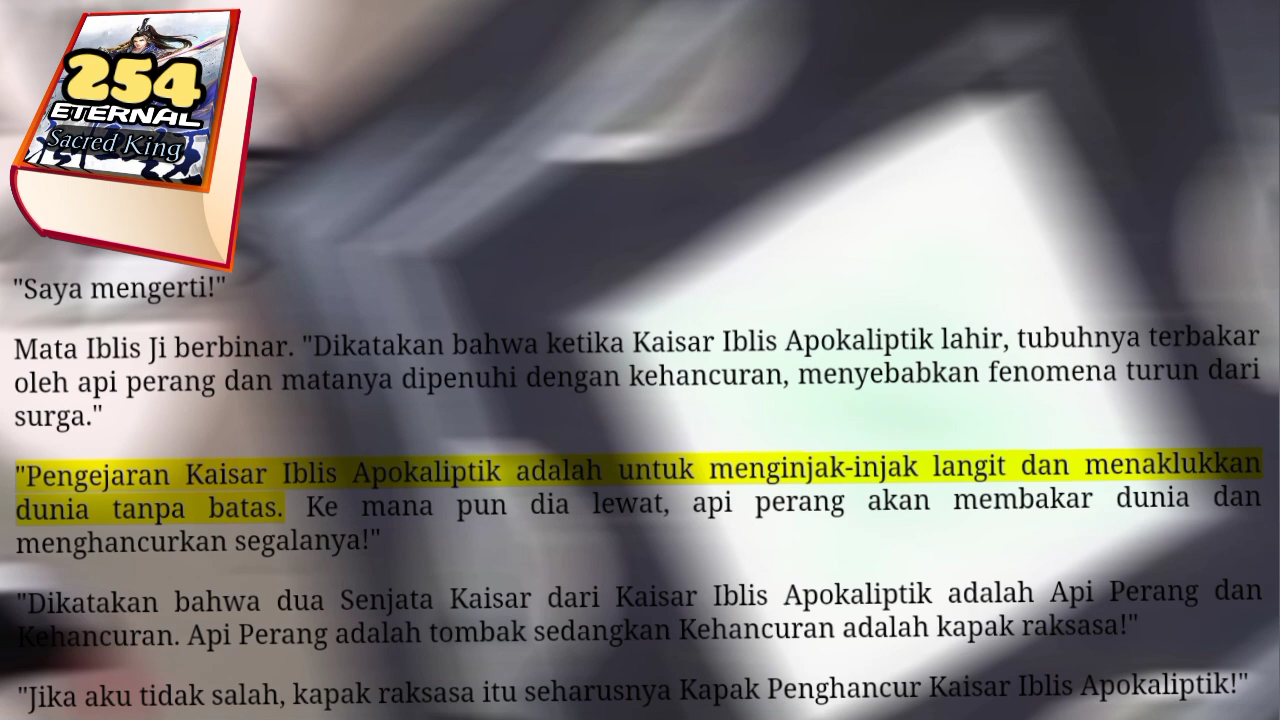 254
ETERNAL
Sacred King
"Saya mengerti!"
Mata Iblis Ji berbinar. "Dikatakan bahwa ketika Kaisar Iblis Apokaliptik lahir, tubuhnya terbakar
oleh api perang dan matanya dipenuhi dengan kehancuran, menyebabkan fenomena turun dari
surga."
"Pengejaran Kaisar Iblis Apokaliptik adalah untuk menginjak-injak langit dan menaklukkan
dunia tanpa batas. Ke mana pun dia lewat, api perang akan membakar dunia dan
menghancurkan segalanya!"
"Dikatakan bahwa dua Senjata Kaisar dari Kaisar Iblis Apokaliptik adalah Api Perang dan
Kehancuran. Api Perang adalah tombak sedangkan Kehancuran adalah kapak raksasa!"
"Jika aku tidak salah, kapak raksasa itu seharusnya Kapak Penghancur Kaisar Iblis Apokaliptik!"